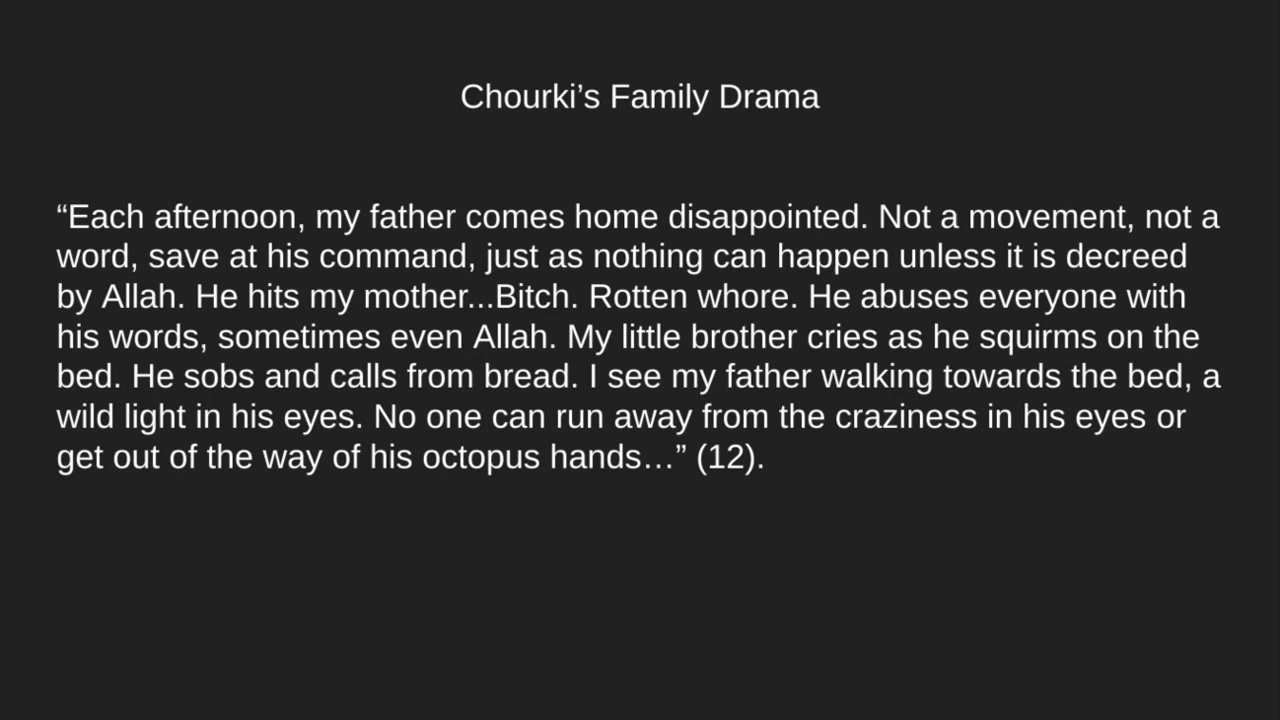 Chourki’s Family Drama
“Each afternoon, my father comes home disappointed. Not a movement, not a
word, save at his command, just as nothing can happen unless it is decreed
by Allah. He hits my mother...Bitch. Rotten whore. He abuses everyone with
his words, sometimes even Allah. My little brother cries as he squirms on the
bed. He sobs and calls from bread. I see my father walking towards the bed, a
wild light in his eyes. No one can run away from the craziness in his eyes or
get out of the way of his octopus hands…” (12).